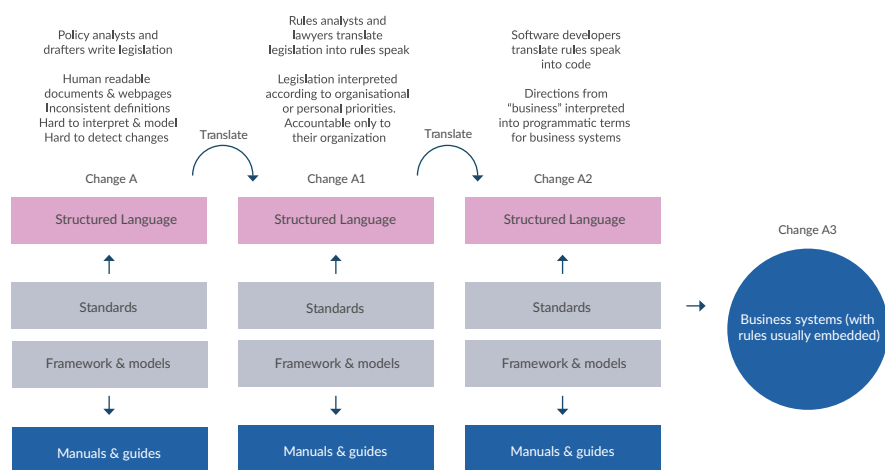 Policy analysts and
drafters write legislation
Human readable
documents & webpages
Inconsistent definitions
Hard to interpret & model
Hard to detect changes
Change A
Translate
Rules analysts and
lawyers translate
legislation into rules speak
Legislation interpreted
according to organisational
or personal priorities.
Accountable only to
their organization
Change A1
Translate
Software developers
translate rules speak
into code
Directions from
“business” interpreted
into programmatic terms
for business systems
Change A2
Structured Language
Structured Language
Structured Language
Standards
Standards
Standards
Framework & models
Framework & models
Framework & models
Manuals & guides
Manuals & guides
Manuals & guides
Change A3
Business systems (with
rules usually embedded)